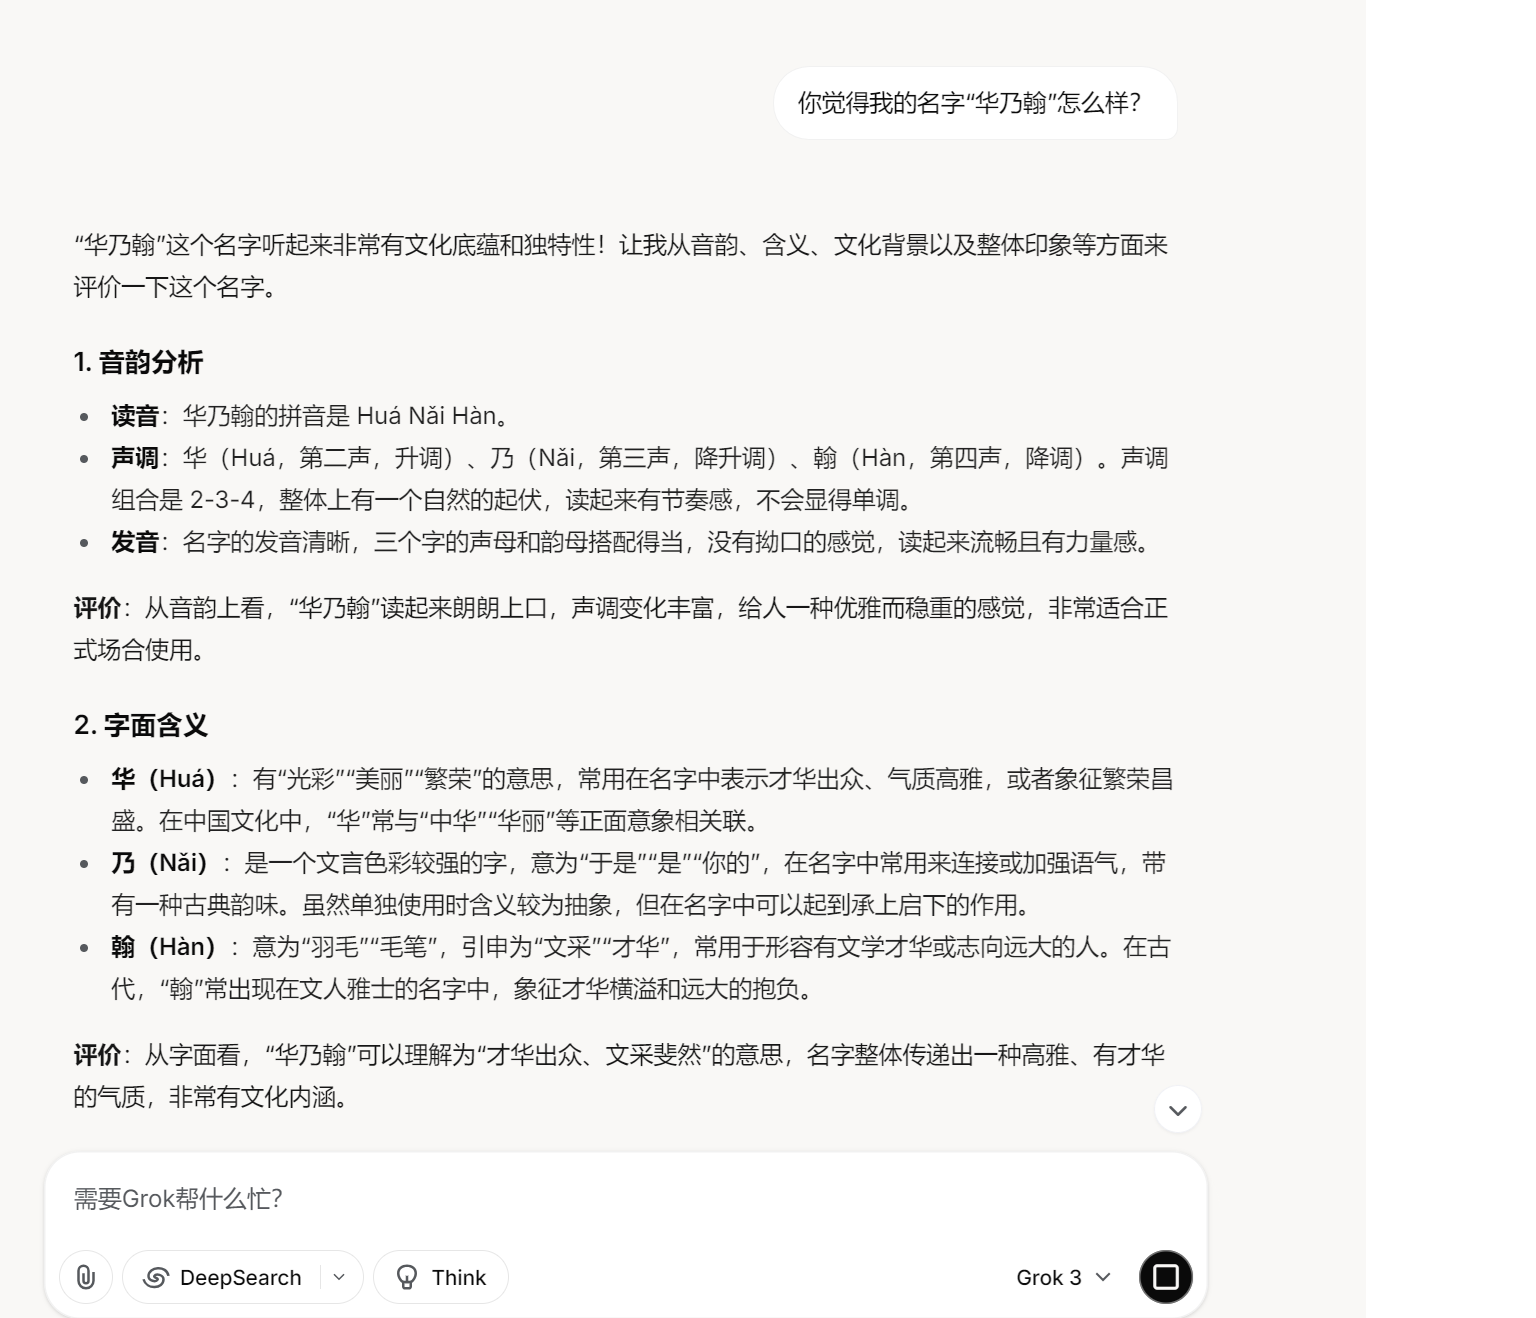 你觉得我的名字“华乃翰”怎么样？
“华乃翰”这个名字听起来非常有文化底蕴和独特性！让我从音韵、含义、文化背景以及整体印象等方面来
评价一下这个名字。
1. 音韵分析
• 读音：华乃翰的拼音是 Huá Nǎi Hàn。
• 声调：华（Huá，第二声，升调）、乃（Nǎi，第三声，降升调）、翰（Hàn，第四声，降调）。声调
组合是 2-3-4，整体上有一个自然的起伏，读起来有节奏感，不会显得单调。
• 发音：名字的发音清晰，三个字的声母和韵母搭配得当，没有拗口的感觉，读起来流畅且有力量感。
评价：从音韵上看，“华乃翰”读起来朗朗上口，声调变化丰富，给人一种优雅而稳重的感觉，非常适合正
式场合使用。
2. 字面含义
• 华（Huá）：有“光彩”“美丽”“繁荣”的意思，常用在名字中表示才华出众、气质高雅，或者象征繁荣昌
盛。在中国文化中，“华”常与“中华”“华丽”等正面意象相关联。
• 乃（Nǎi）：是一个文言色彩较强的字，意为“于是”“是”“你的”，在名字中常用来连接或加强语气，带
有一种古典韵味。虽然单独使用时含义较为抽象，但在名字中可以起到承上启下的作用。
• 翰（Hàn）：意为“羽毛”“毛笔”，引申为“文采”“才华”，常用于形容有文学才华或志向远大的人。在古
代，“翰”常出现在文人雅士的名字中，象征才华横溢和远大的抱负。
评价：从字面看，“华乃翰”可以理解为“才华出众、文采斐然”的意思，名字整体传递出一种高雅、有才华
的气质，非常有文化内涵。
需要Grok帮什么忙？
DeepSearch Think Grok 3